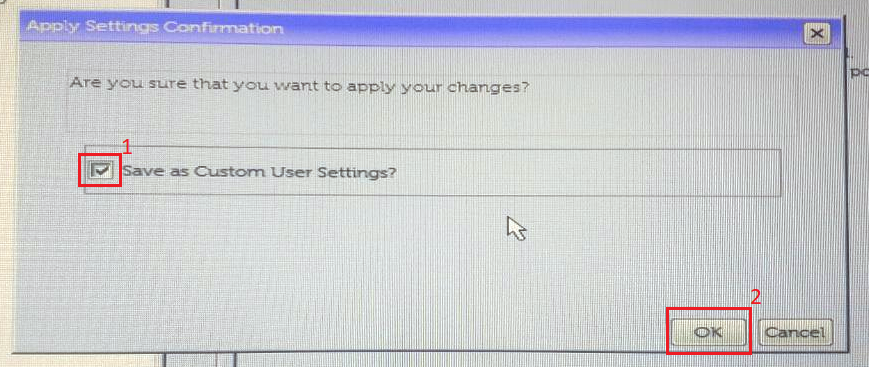 Apply Settings Confirmation
Are you sure that you want to apply your changes?
1
Save as Custom User Settings?
2
OK
Cancel